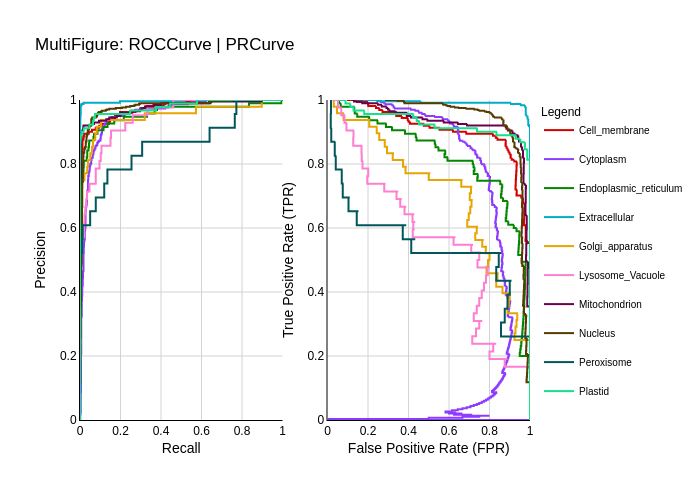 MultiFigure: ROCCurve | PRCurve
Precision
1
0.8
0.6
0.4
0.2
0
0
0.2
0.4
0.6
0.8
1
Recall
True Positive Rate (TPR)
1
0.8
0.6
0.4
0.2
0
0
0.2
0.4
0.6
0.8
1
False Positive Rate (FPR)
Legend
Cell_membrane
Cytoplasm
Endoplasmic_reticulum
Extracellular
Golgi_apparatus
Lysosome_Vacuole
Mitochondrion
Nucleus
Peroxisome
Plastid